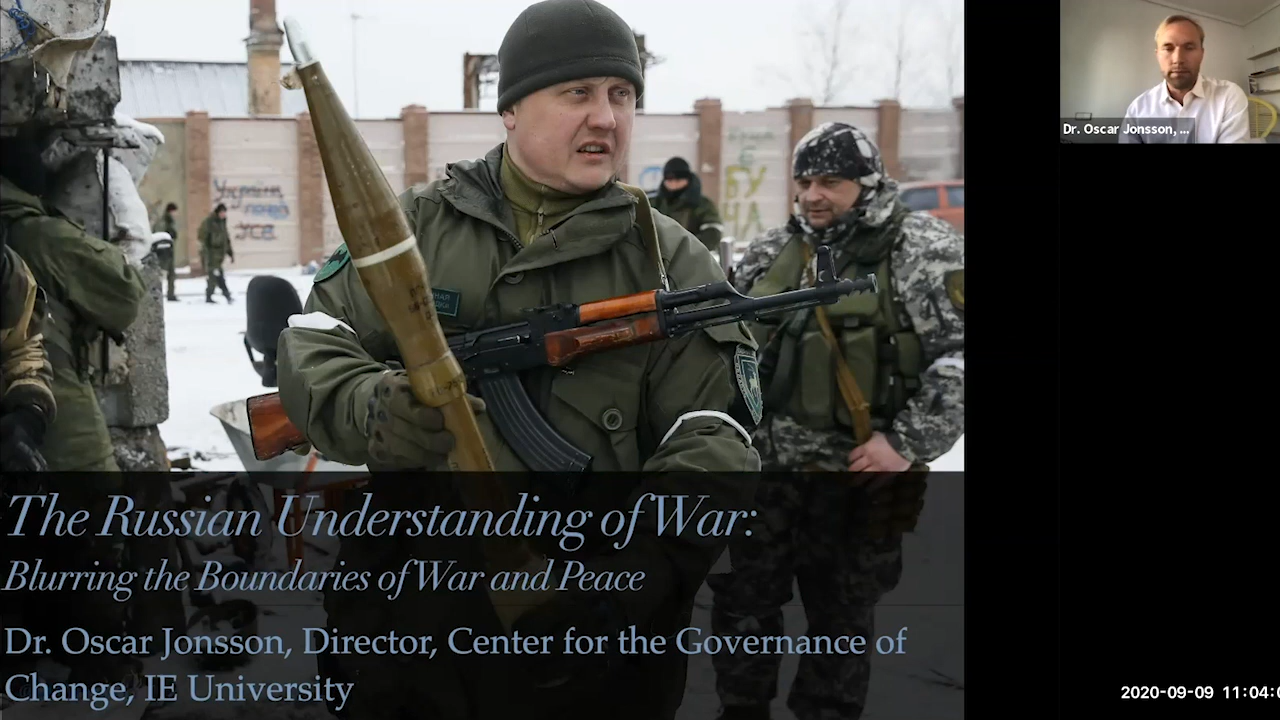 Dr. Oscar Jonsson, ...
The Russian Understanding of War:
Blurring the Boundaries of War and Peace
Dr. Oscar Jonsson, Director, Center for the Governance of
Change, IE University
2020-09-09 11:04:0